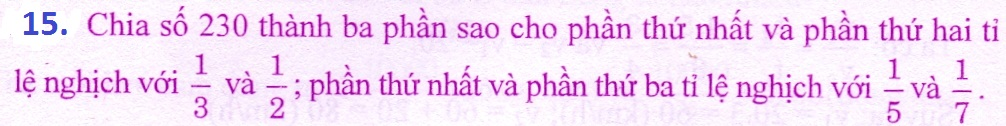 15. Chia số 230 thành ba phần sao cho phần thứ nhất và phần thứ hai tỉ
lệ nghịch với 1/3 và 1/2 ; phần thứ nhất và phần thứ ba tỉ lệ nghịch với 1/5 và 1/7 .